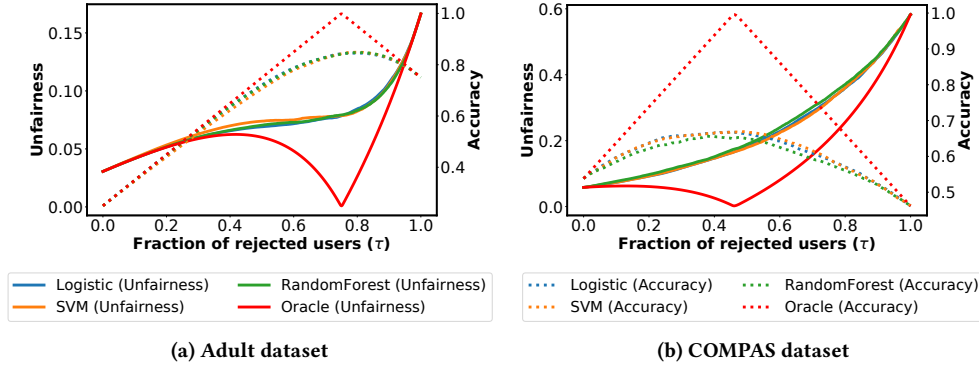 0.15
0.10
0.05
0.00
Unfairness
1.0
0.8
0.6
0.4
Accuracy
0.0 0.2 0.4 0.6 0.8 1.0
Fraction of rejected users (τ)
Logistic (Unfairness) RandomForest (Unfairness)
SVM (Unfairness) Oracle (Unfairness)
(a) Adult dataset
0.6
0.4
0.2
0.0
Unfairness
1.0
0.9
0.8
0.7
0.6
0.5
Accuracy
0.0 0.2 0.4 0.6 0.8 1.0
Fraction of rejected users (τ)
Logistic (Accuracy) RandomForest (Accuracy)
SVM (Accuracy) Oracle (Accuracy)
(b) COMPAS dataset